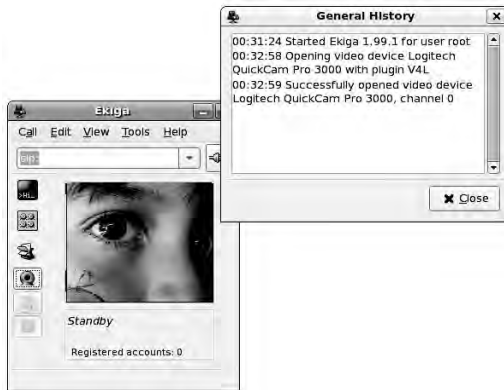 General History
00:31:24 Started Ekiga 1.99.1 for user root
00:32:58 Opening video device Logitech
QuickCam Pro 3000 with plugin V4L
00:32:59 Successfully opened video device
Logitech QuickCam Pro 3000, channel 0
Close
Ekiga
Call Edit View Tools Help
sip:
Standby
Registered accounts: 0